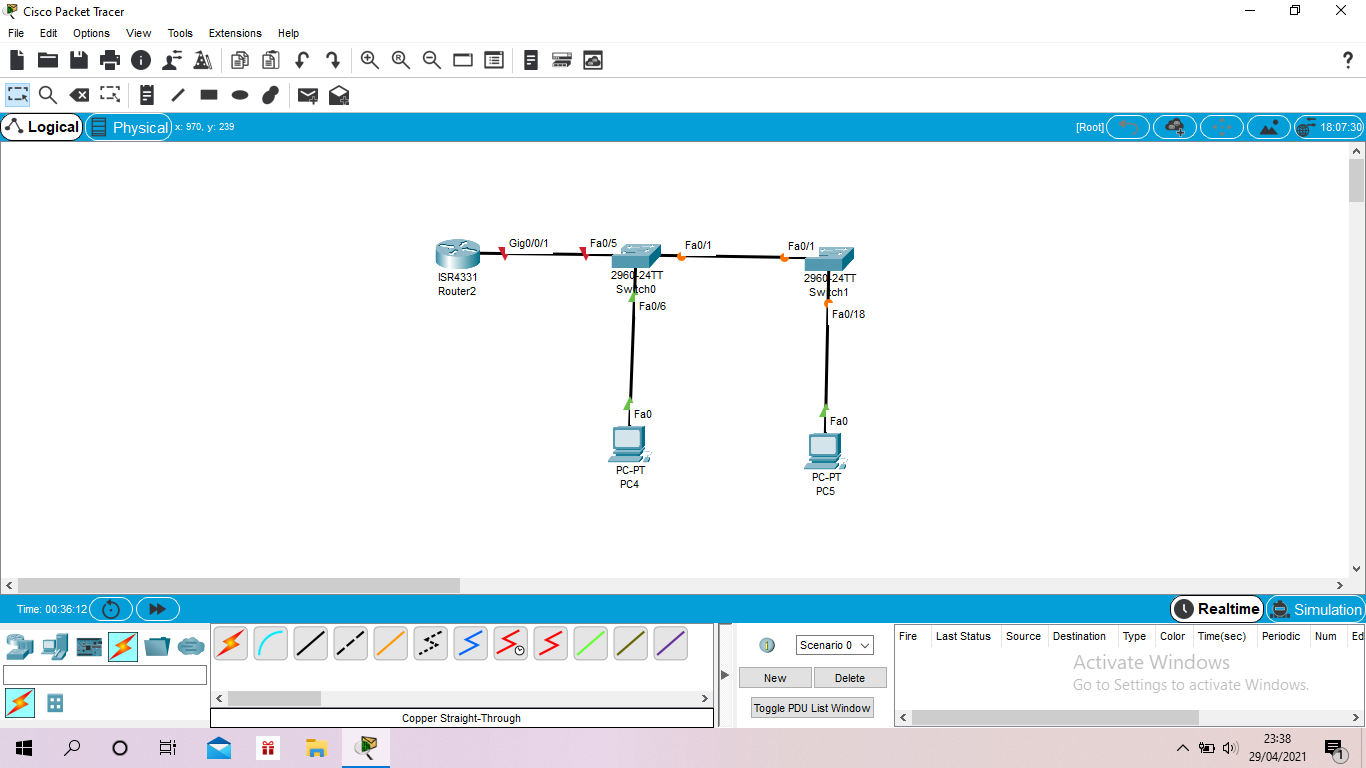 Cisco Packet Tracer
File Edit Options View Tools Extensions Help
?
Logical Physical x: 970, y: 239 [Root] 18:07:30
Gig0/0/1 Fa0/5 Fa0/1 Fa0/1
ISR4331
Router2
2960-24TT
Switch0
2960-24TT
Switch1
Fa0/6
Fa0/18
Fa0
Fa0
PC-PT
PC4
PC-PT
PC5
Time: 00:36:12 Realtime Simulation
Scenario 0
New Delete
Toggle PDU List Window
Fire Last Status Source Destination Type Color Time(sec) Periodic Num Ed
Activate Windows
Go to Settings to activate Windows.
Copper Straight-Through
23:38
29/04/2021
1